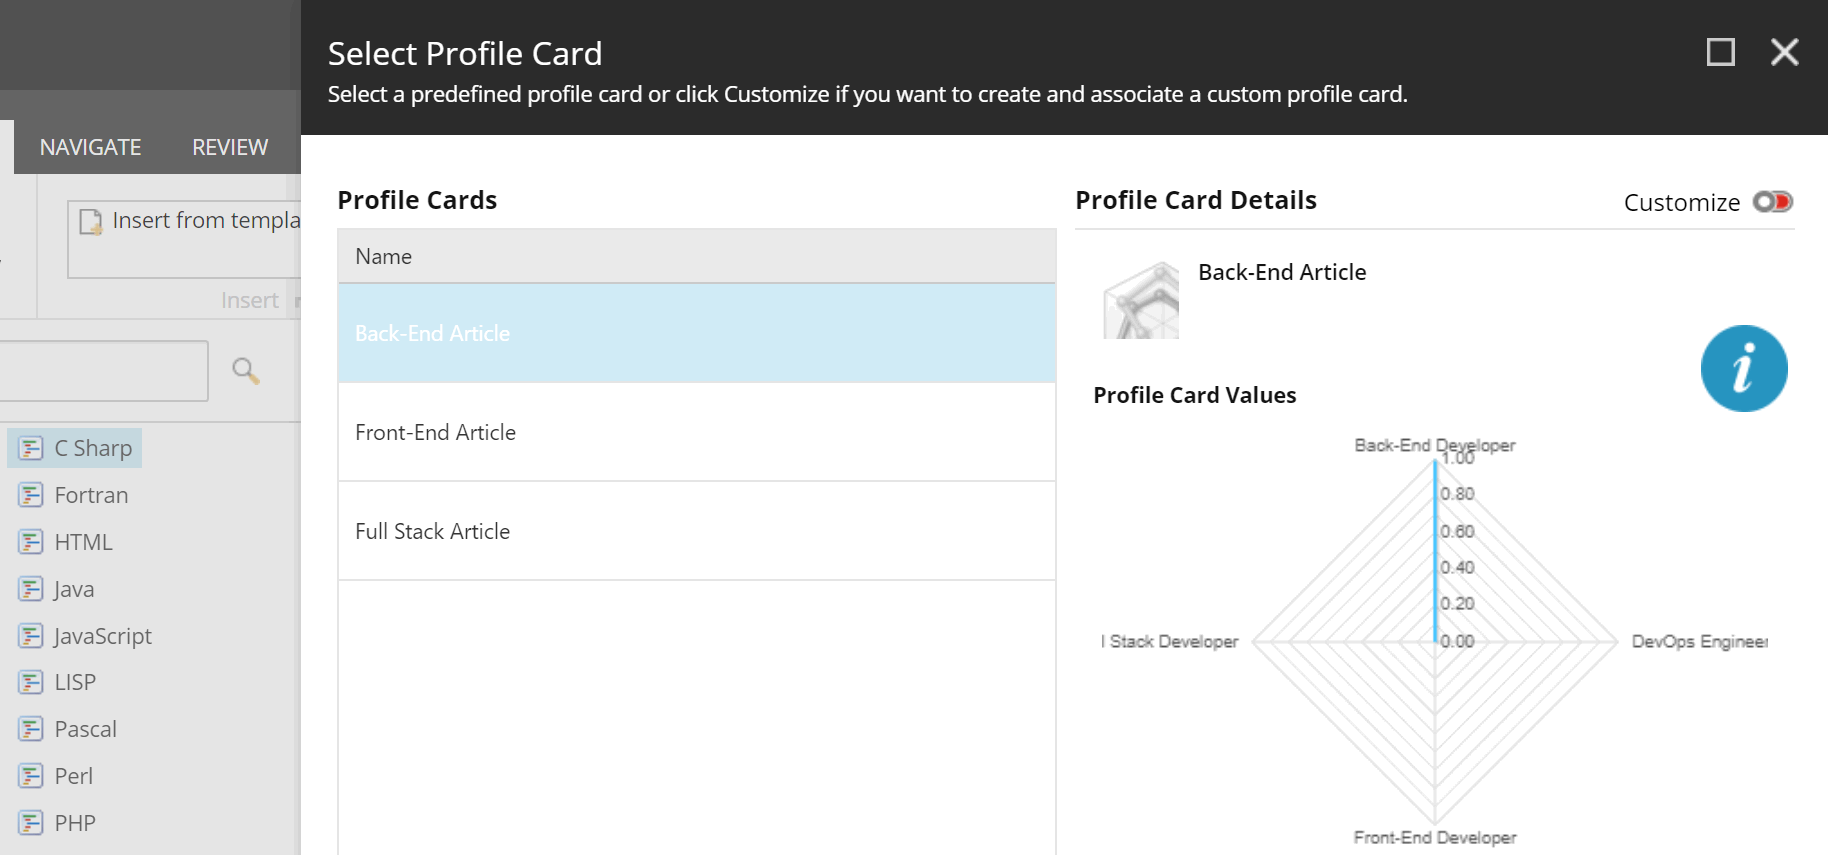 Select Profile Card
Select a predefined profile card or click Customize if you want to create and associate a custom profile card.
NAVIGATE REVIEW
Insert from templa
Insert
C Sharp
Fortran
HTML
Java
JavaScript
LISP
Pascal
Perl
PHP
Profile Cards
Name
Back-End Article
Front-End Article
Full Stack Article
Profile Card Details
Customize
Back-End Article
i
Profile Card Values
Back-End Developer
1.00
0.80
0.60
0.40
0.20
0.00
l Stack Developer
DevOps Engineer
Front-End Developer